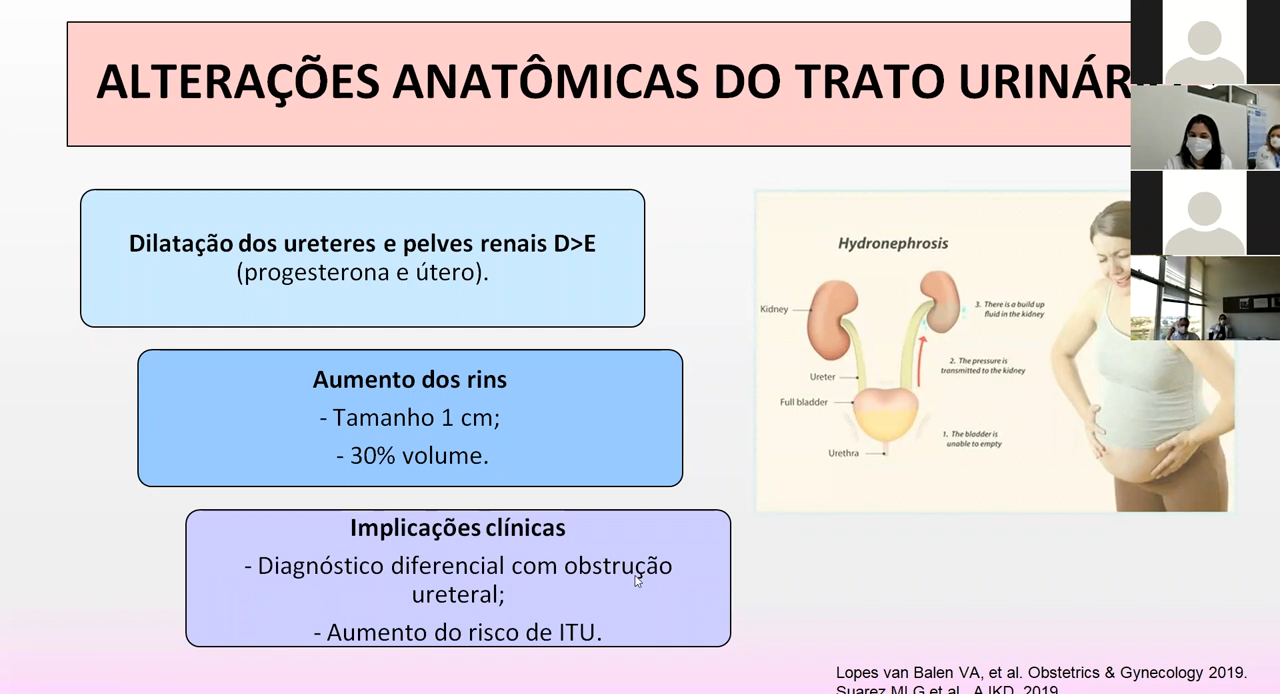 ALTERAÇÕES ANATÔMICAS DO TRATO
Dilatação dos ureteres e pelves renais D>E
(progesterona e útero).
Aumento dos rins
- Tamanho 1 cm;
- 30% volume.
Implicações clínicas
- Diagnóstico diferencial com obstrução
ureteral;
- Aumento do risco de ITU.
Hydronephrosis
Kidney
3. There is a build up
fluid in the kidney
2. The pressure is
transmitted to the kidney
Ureter
Full bladder
1. The bladder is
unable to empty
Urethra
Lopes van Balen VA, et al. Obstetrics & Gynecology 2019.
Suarez MLG et al., AJKD, 2019